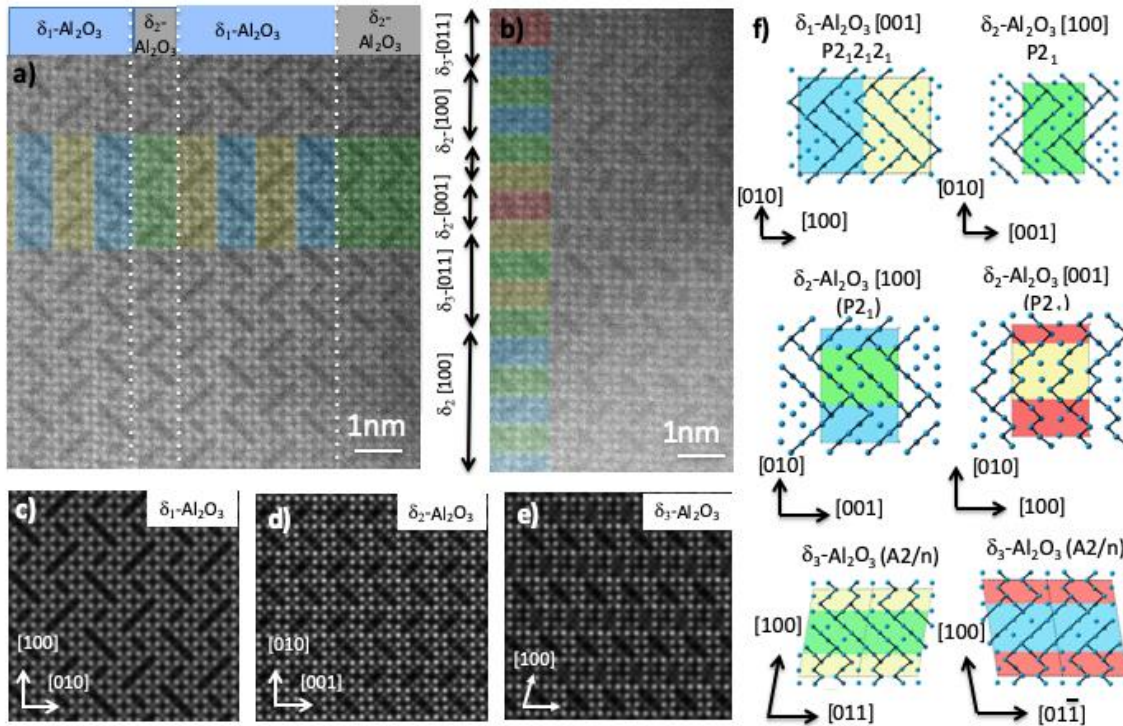 δ₁-Al₂O₃
δ₂-
Al₂O₃
δ₁-Al₂O₃
δ₂-
Al₂O₃
a)
1nm
b)
δ₃-[011]
δ₂-[100]
δ₂-[001]
δ₃-[011]
δ₂ [100]
1nm
c)
δ₁-Al₂O₃
[100]
[010]
d)
δ₂-Al₂O₃
[010]
[001]
e)
δ₃-Al₂O₃
[100]
f)
δ₁-Al₂O₃ [001]
P2₁2₁2₁
[010]
[100]
δ₂-Al₂O₃ [100]
P2₁
[010]
[001]
δ₂-Al₂O₃ [100]
(P2₁)
[010]
[001]
δ₂-Al₂O₃ [001]
[010]
[100]
δ₃-Al₂O₃ (A2/n)
[100]
[011]
δ₃-Al₂O₃ (A2/n)
[100]
[011̅]